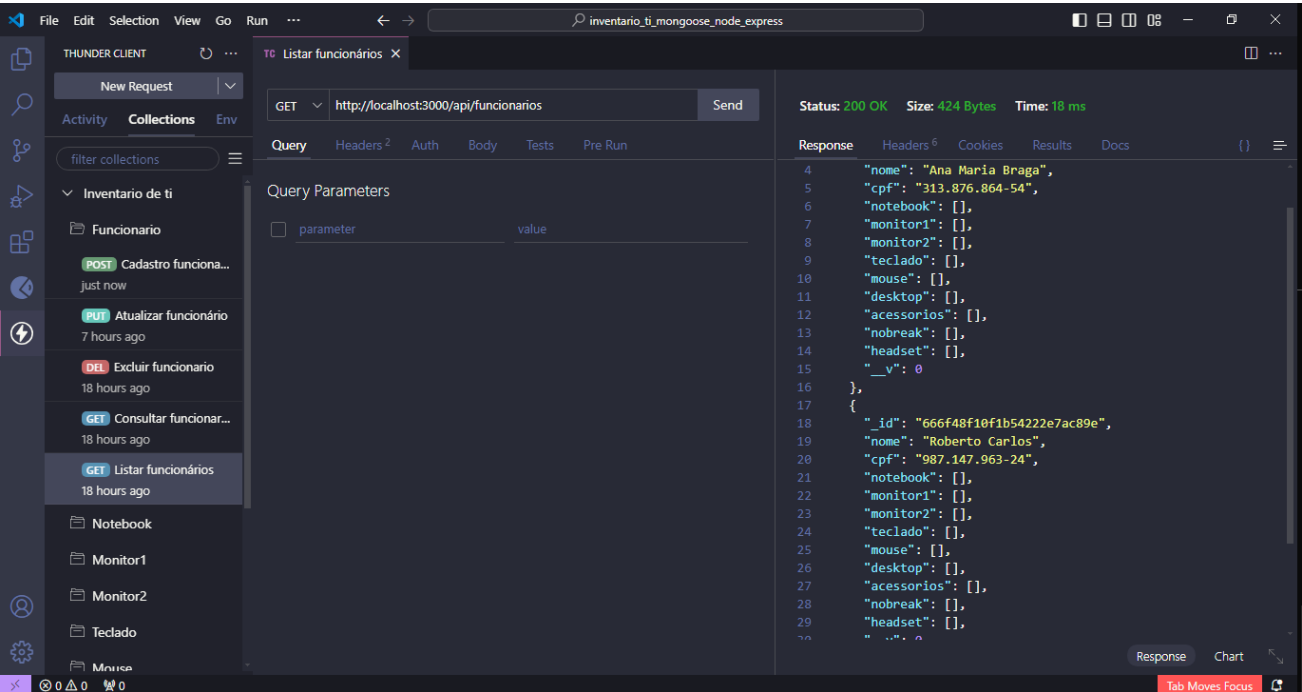 File Edit Selection View Go Run ··· ← → inventario_ti_mongoose_node_express
THUNDER CLIENT ···
New Request
Activity Collections Env
filter collections
Inventario de ti
Funcionario
POST Cadastro funciona...
just now
PUT Atualizar funcionário
7 hours ago
DEL Excluir funcionario
18 hours ago
GET Consultar funcionar...
18 hours ago
GET Listar funcionários
18 hours ago
Notebook
Monitor1
Monitor2
Teclado
Mouse
TC Listar funcionários ×
GET http://localhost:3000/api/funcionarios Send
Query Headers 2 Auth Body Tests Pre Run
Query Parameters
parameter value
Status: 200 OK Size: 424 Bytes Time: 18 ms
Response Headers 6 Cookies Results Docs {}
4 "nome": "Ana Maria Braga",
5 "cpf": "313.876.864-54",
6 "notebook": [],
7 "monitor1": [],
8 "monitor2": [],
9 "teclado": [],
10 "mouse": [],
11 "desktop": [],
12 "acessorios": [],
13 "nobreak": [],
14 "headset": [],
15 "__v": 0
16 },
17 {
18 "_id": "666f48f10f1b54222e7ac89e",
19 "nome": "Roberto Carlos",
20 "cpf": "987.147.963-24",
21 "notebook": [],
22 "monitor1": [],
23 "monitor2": [],
24 "teclado": [],
25 "mouse": [],
26 "desktop": [],
27 "acessorios": [],
28 "nobreak": [],
29 "headset": [],
30 "__v": 0
Response Chart
0 0 0 Tab Moves Focus